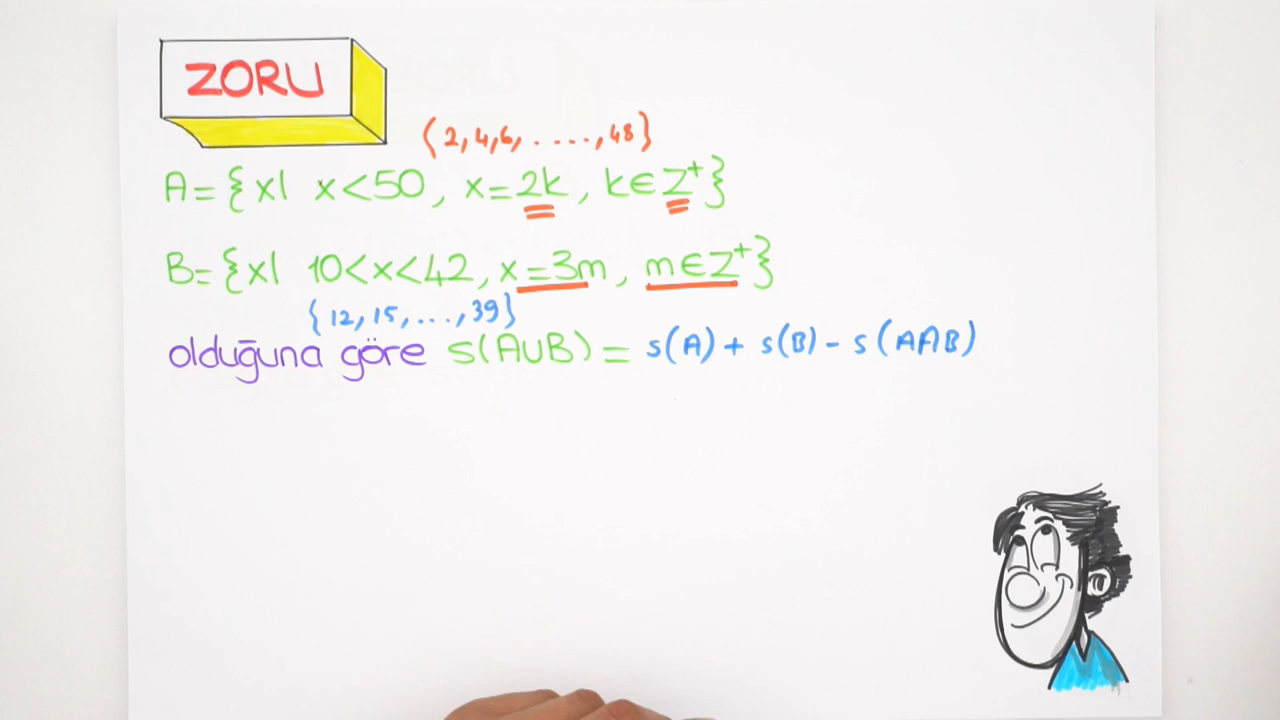 ZORU
{2,4,6, ....., 48}
A={x| x<50, x=2k, k∈Z⁺}
B={x| 10<x<42, x=3m, m∈Z⁺}
{12, 15, ..., 39}
olduğuna göre s(A∪B) = s(A) + s(B) - s(A∩B)